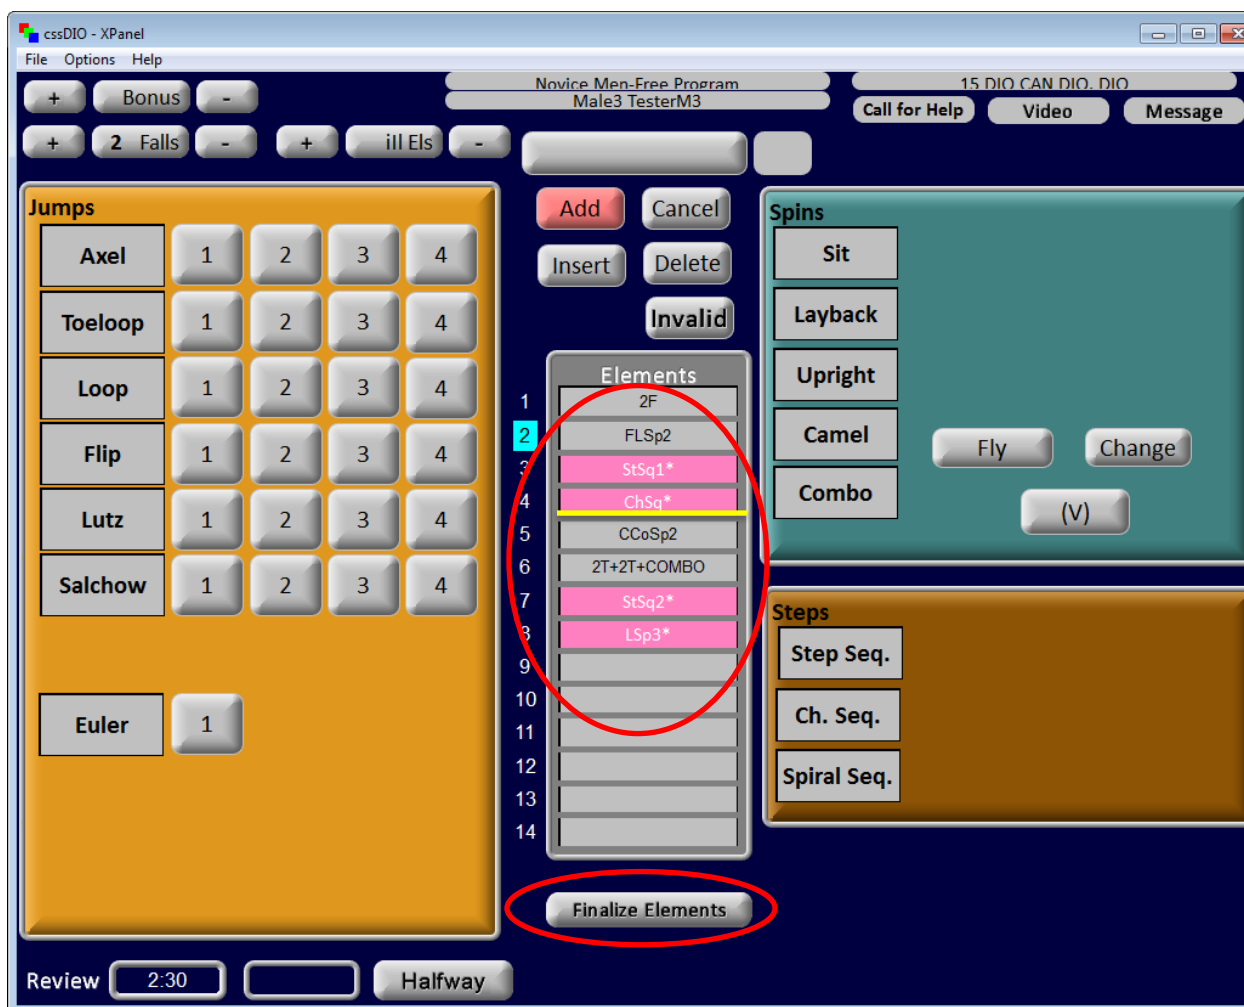 cssDIO - XPanel
File Options Help
+ Bonus -
Novice Men-Free Program
Male3 TesterM3
15 DIO CAN DIO, DIO
Call for Help Video Message
+ 2 Falls - + ill Els -
Jumps
Axel 1 2 3 4
Toeloop 1 2 3 4
Loop 1 2 3 4
Flip 1 2 3 4
Lutz 1 2 3 4
Salchow 1 2 3 4
Euler 1
Add Cancel
Insert Delete
Invalid
Elements
1 2F
2 FLSp2
3 StSq1*
4 ChSq*
5 CCoSp2
6 2T+2T+COMBO
7 StSq2*
8 LSp3*
9
10
11
12
13
14
Finalize Elements
Spins
Sit
Layback
Upright
Camel
Combo
Fly Change
(V)
Steps
Step Seq.
Ch. Seq.
Spiral Seq.
Review 2:30 Halfway